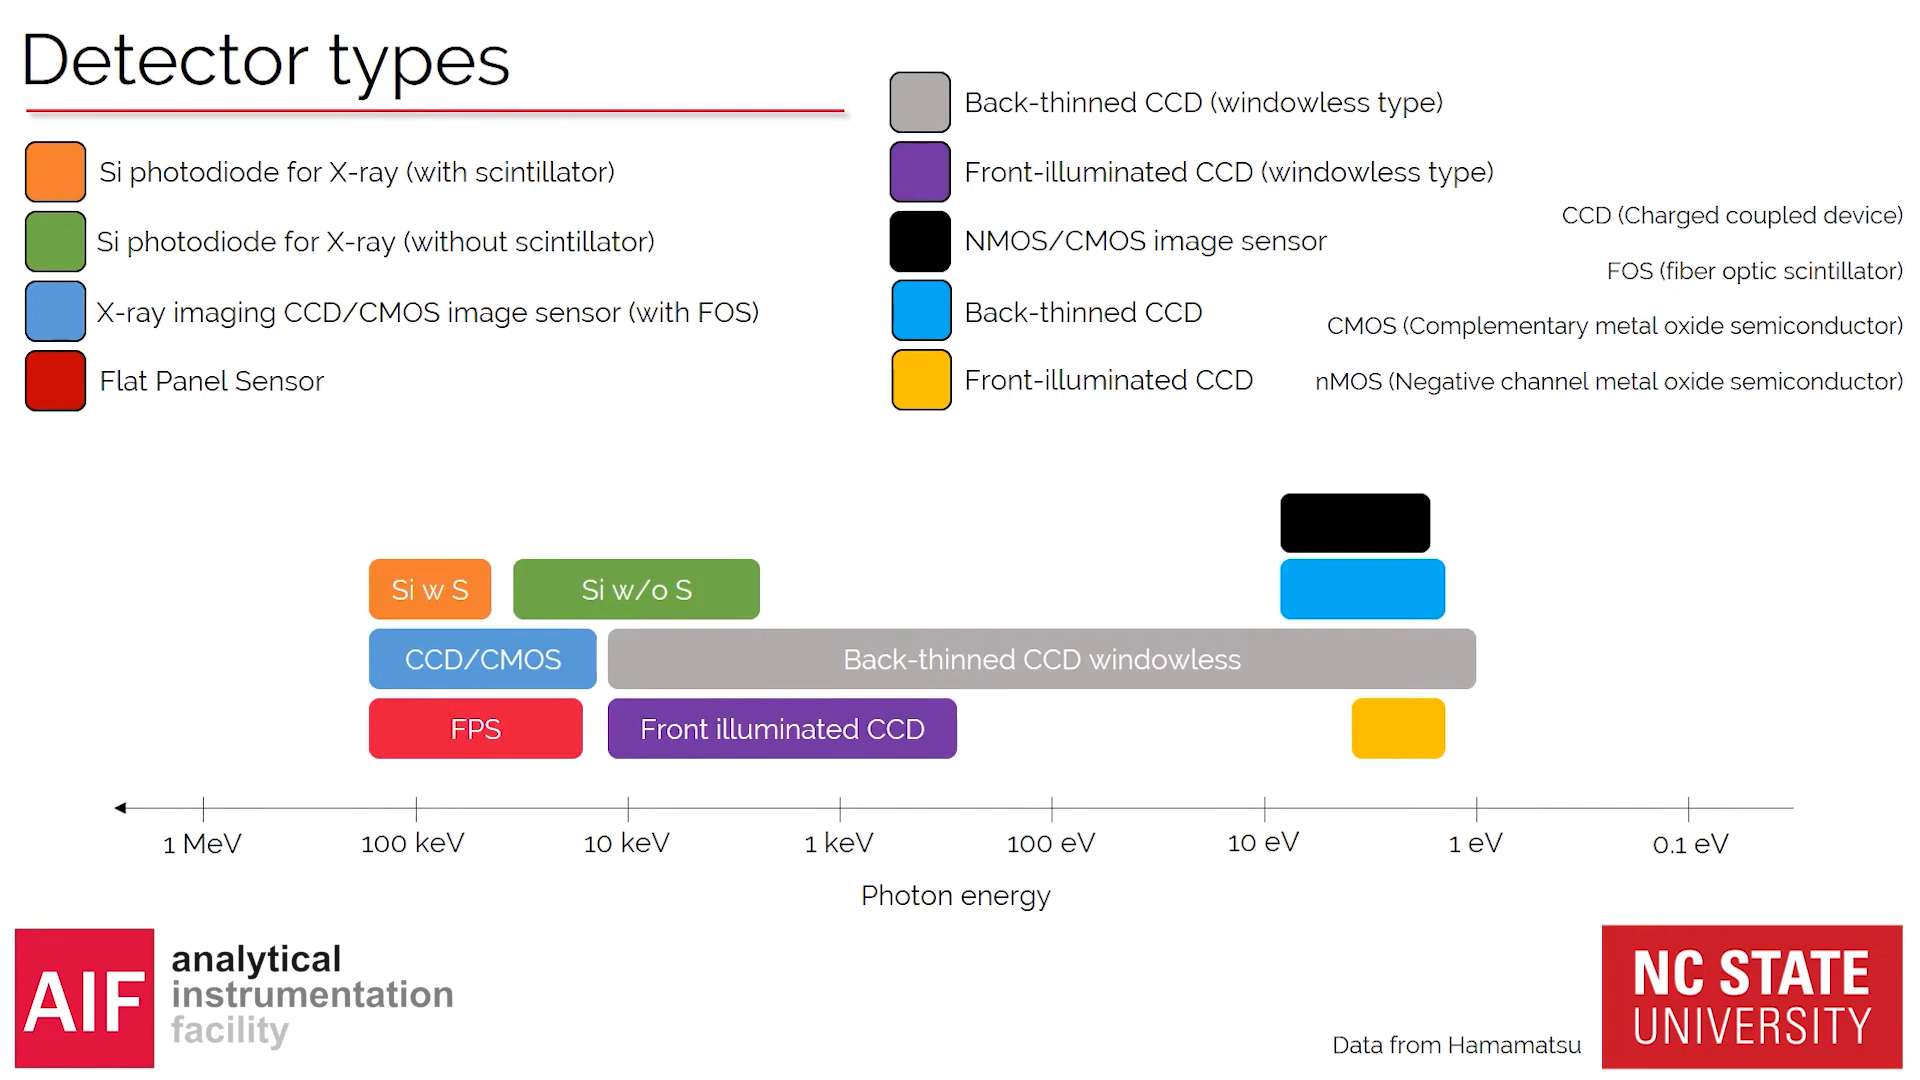 Detector types
Si photodiode for X-ray (with scintillator)
Si photodiode for X-ray (without scintillator)
X-ray imaging CCD/CMOS image sensor (with FOS)
Flat Panel Sensor
Back-thinned CCD (windowless type)
Front-illuminated CCD (windowless type)
NMOS/CMOS image sensor
Back-thinned CCD
Front-illuminated CCD
CCD (Charged coupled device)
FOS (fiber optic scintillator)
CMOS (Complementary metal oxide semiconductor)
nMOS (Negative channel metal oxide semiconductor)
Si w S
Si w/o S
CCD/CMOS
Back-thinned CCD windowless
FPS
Front illuminated CCD
1 MeV
100 keV
10 keV
1 keV
100 eV
10 eV
1 eV
0.1 eV
Photon energy
AIF
analytical
instrumentation
facility
Data from Hamamatsu
NC STATE
UNIVERSITY